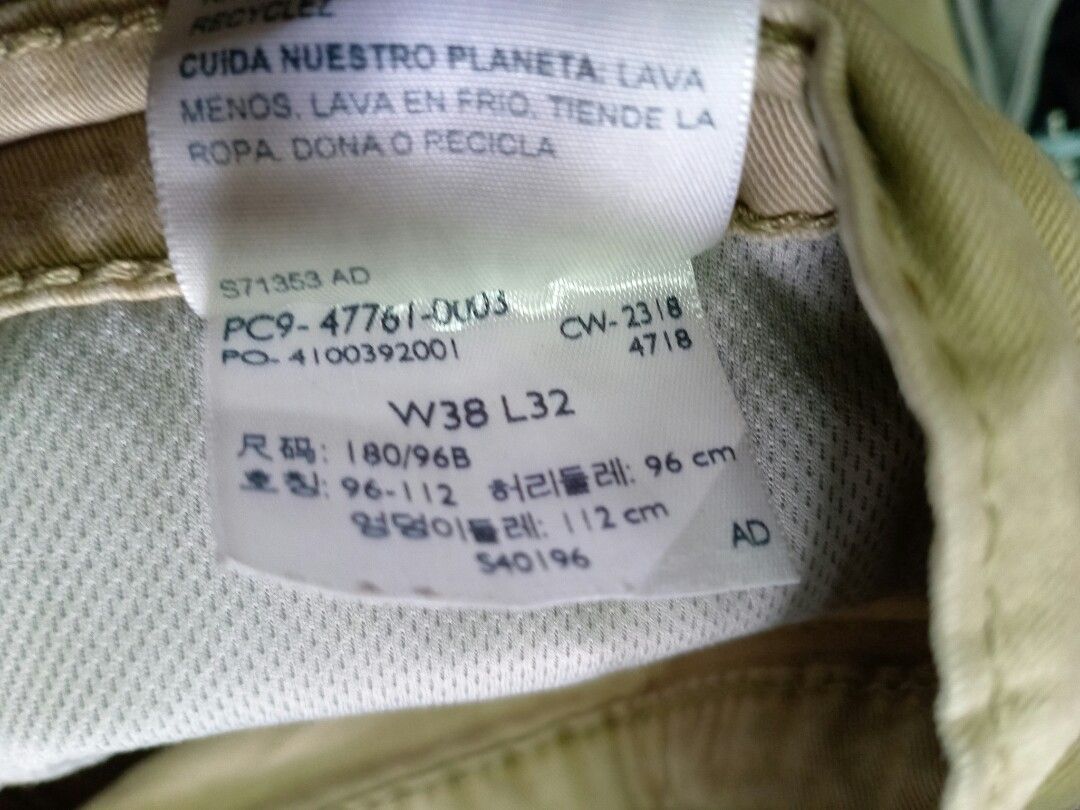 RECYCLEZ
CUIDA NUESTRO PLANETA: LAVA
MENOS, LAVA EN FRIO, TIENDE LA
ROPA, DONA O RECICLA
S71353 AD
PC9- 47761-0003
CW- 2318
PO- 4100392001
4718
W38 L32
尺码: 180/96B
호칭: 96-112 허리둘레: 96 cm
엉덩이둘레: 112 cm
S40196
AD